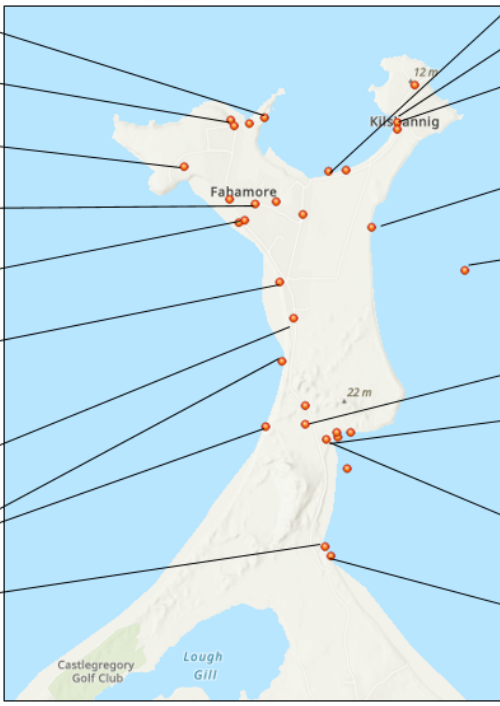 12 m
Kilshannig
Fahamore
22 m
Castlegregory
Golf Club
Lough
Gill